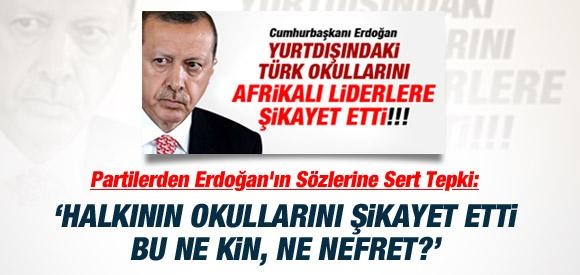 Cumhurbaşkanı Erdoğan
YURTDIŞINDAKİ
TÜRK OKULLARINI
AFRİKALI LİDERLERE
ŞİKAYET ETTİ!!!
Partilerden Erdoğan'ın Sözlerine Sert Tepki:
‘HALKININ OKULLARINI ŞİKAYET ETTİ
BU NE KİN, NE NEFRET?’